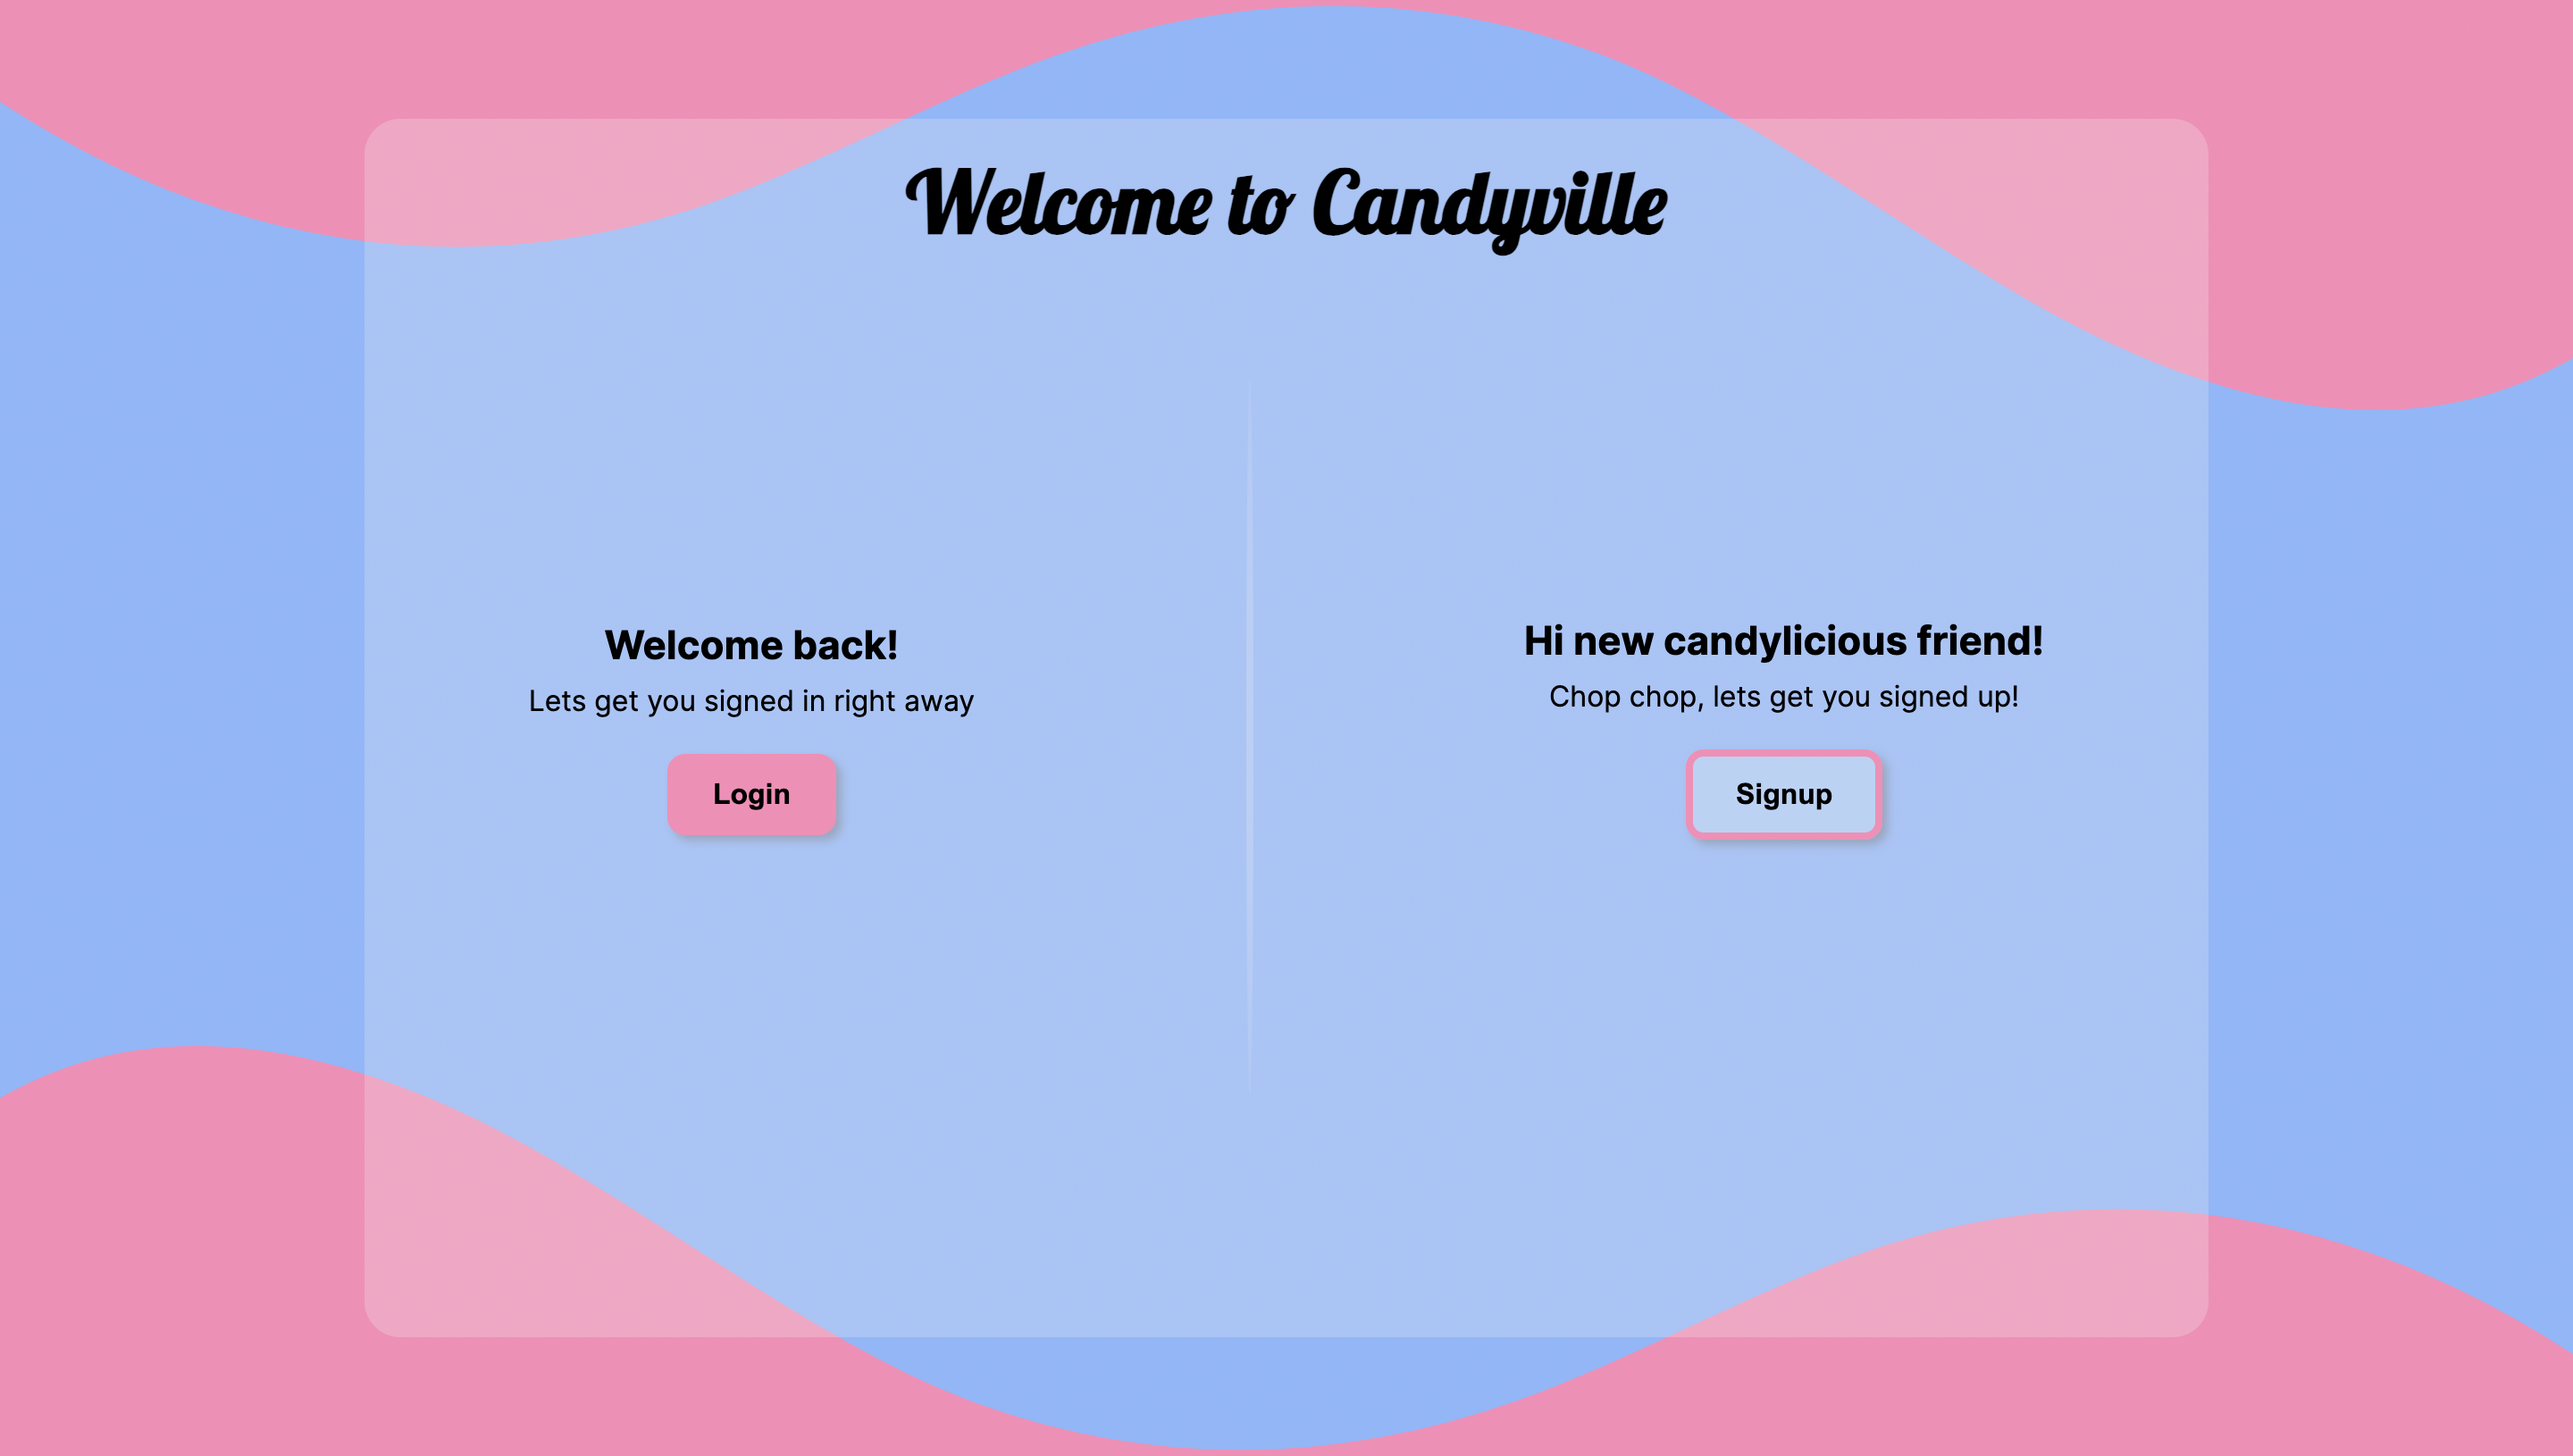 Welcome to Candyville
Welcome back!
Lets get you signed in right away
Login
Hi new candylicious friend!
Chop chop, lets get you signed up!
Signup